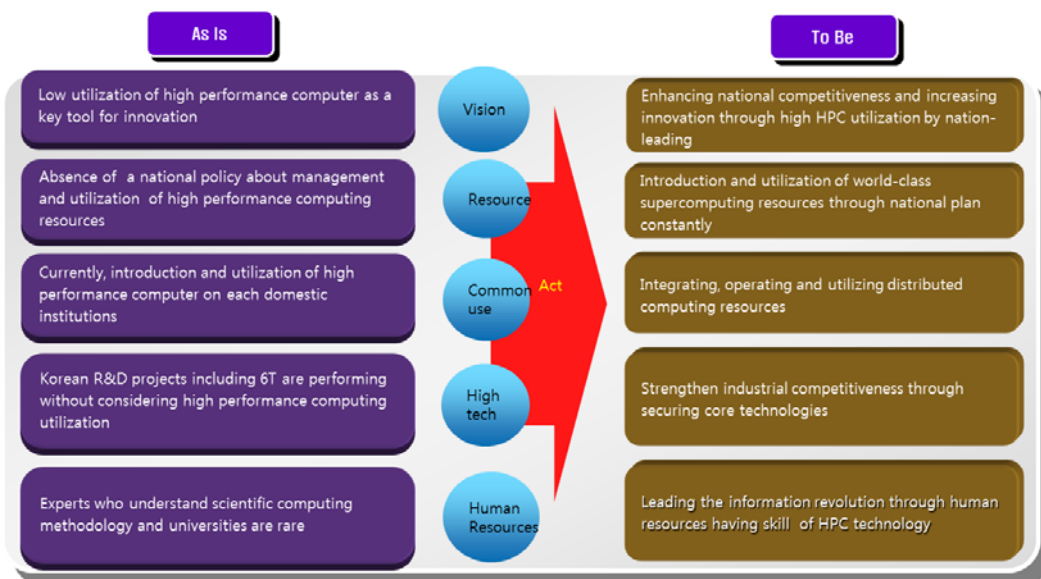 As Is
To Be
Low utilization of high performance computer as a
key tool for innovation
Vision
Enhancing national competitiveness and increasing
innovation through high HPC utilization by nation-
leading
Absence of a national policy about management
and utilization of high performance computing
resources
Resource
Introduction and utilization of world-class
supercomputing resources through national plan
constantly
Currently, introduction and utilization of high
performance computer on each domestic
institutions
Common
use
Act
Integrating, operating and utilizing distributed
computing resources
Korean R&D projects including 6T are performing
without considering high performance computing
utilization
High
tech
Strengthen industrial competitiveness through
securing core technologies
Experts who understand scientific computing
methodology and universities are rare
Human
Resources
Leading the information revolution through human
resources having skill of HPC technology